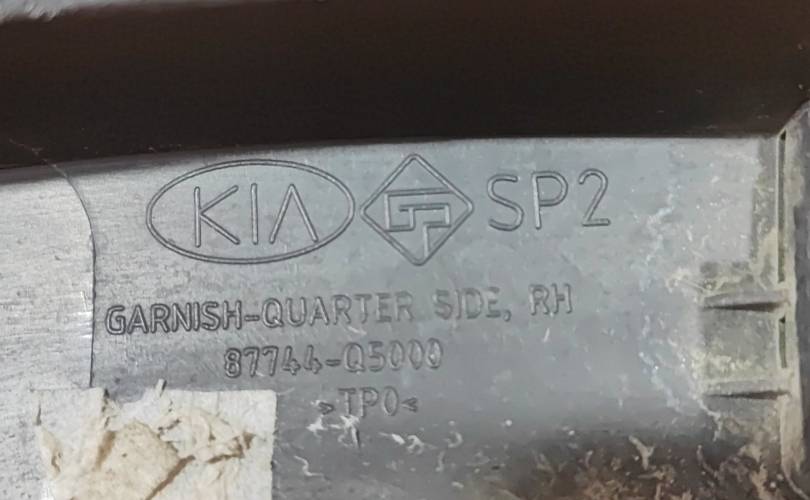 KIA SP2
GARNISH-QUARTER SIDE, RH
87744-Q5000
>TPO<